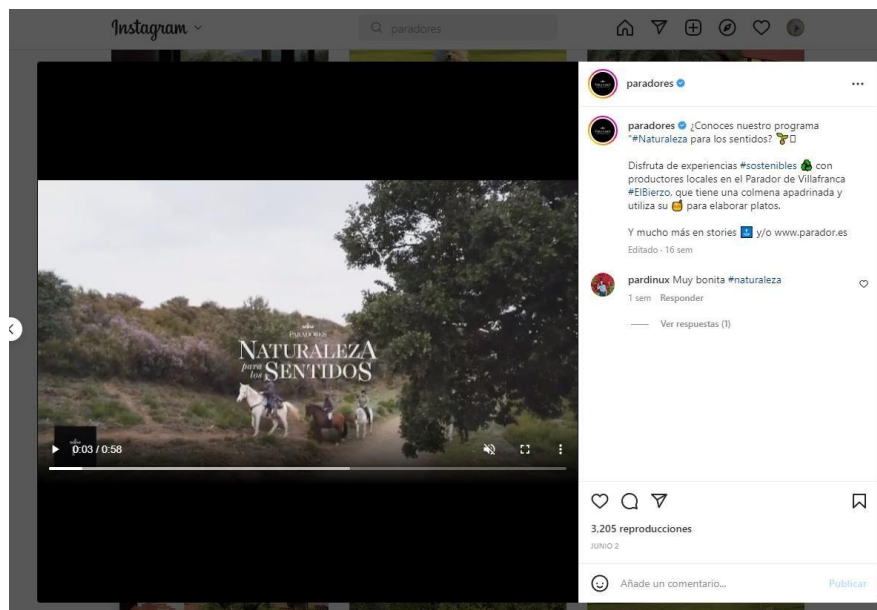 Instagram
paradores
paradores
paradores ¿Conoces nuestro programa
"#Naturaleza para los sentidos?
Disfruta de experiencias #sostenibles con
productores locales en el Parador de Villafranca
#ElBierzo, que tiene una colmena apadrinada y
utiliza su para elaborar platos.
Y mucho más en stories y/o www.parador.es
Editado · 16 sem
pardinux Muy bonita #naturaleza
1 sem Responder
Ver respuestas (1)
PARADORES
NATURALEZA
para los SENTIDOS
0:03 / 0:58
3,205 reproducciones
JUNIO 2
Añade un comentario...
Publicar